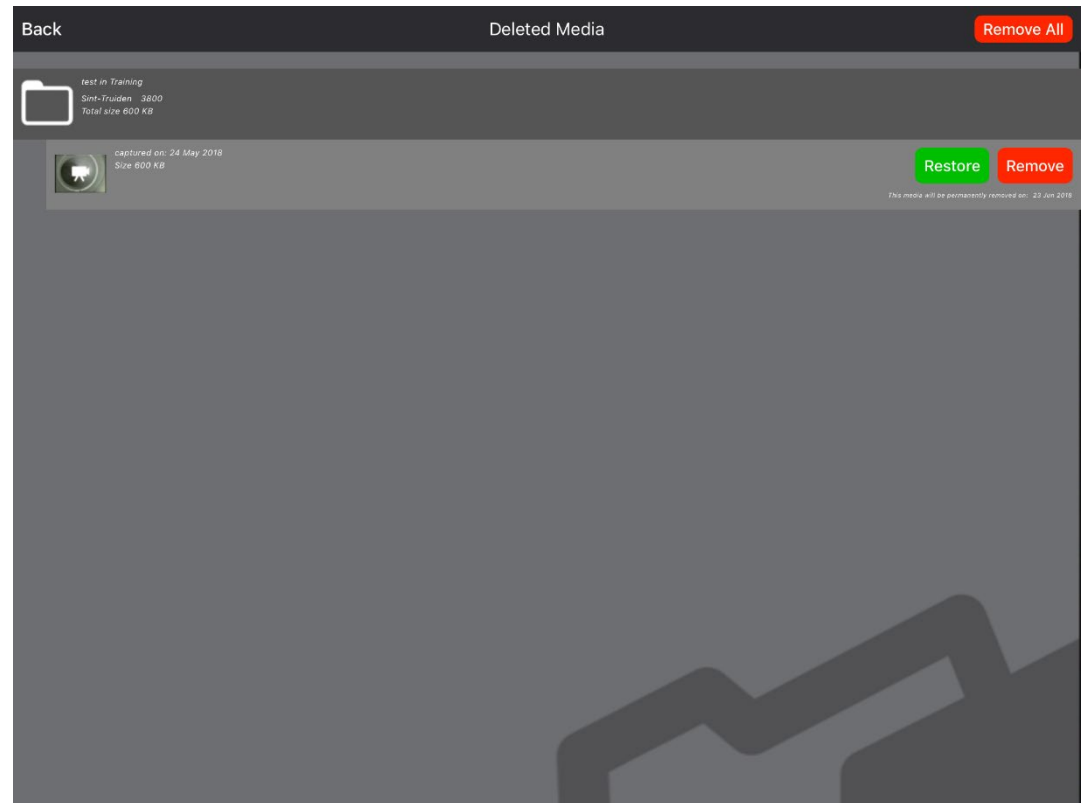 Back
Deleted Media
Remove All
test in Training
Sint-Truiden 3800
Total size 600 KB
captured on: 24 May 2018
Size 600 KB
Restore
Remove
This media will be permanently removed on: 23 Jun 2018